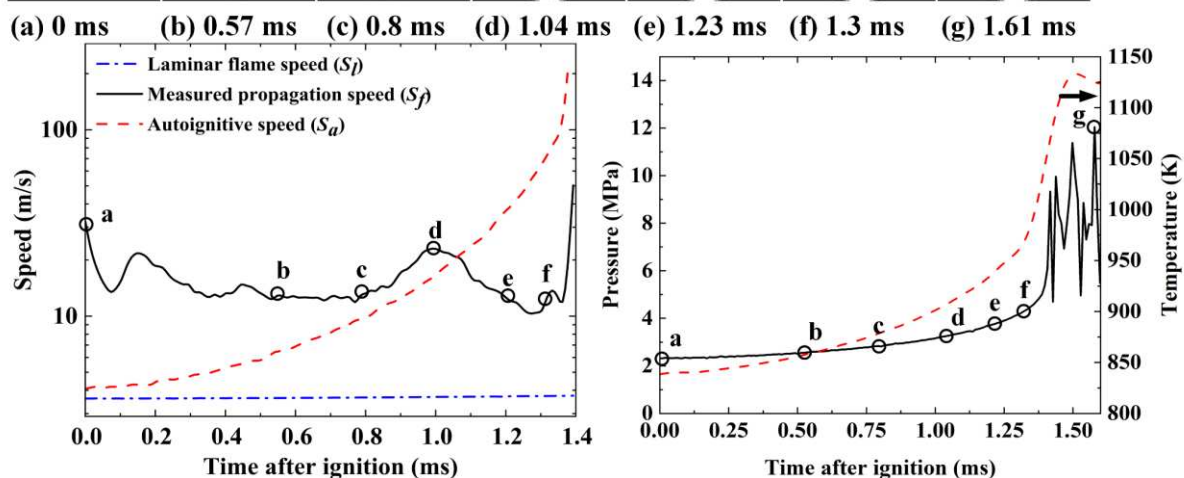 (a) 0 ms (b) 0.57 ms (c) 0.8 ms (d) 1.04 ms (e) 1.23 ms (f) 1.3 ms (g) 1.61 ms
Laminar flame speed (Sl)
Measured propagation speed (Sf)
Autoignitive speed (Sa)
100
10
Speed (m/s)
a
b
c
d
e
f
0.0 0.2 0.4 0.6 0.8 1.0 1.2 1.4
Time after ignition (ms)
14
12
10
8
6
4
2
0
Pressure (MPa)
a
b
c
d
e
f
g
1150
1100
1050
1000
950
900
850
800
Temperature (K)
0.00 0.25 0.50 0.75 1.00 1.25 1.50
Time after ignition (ms)